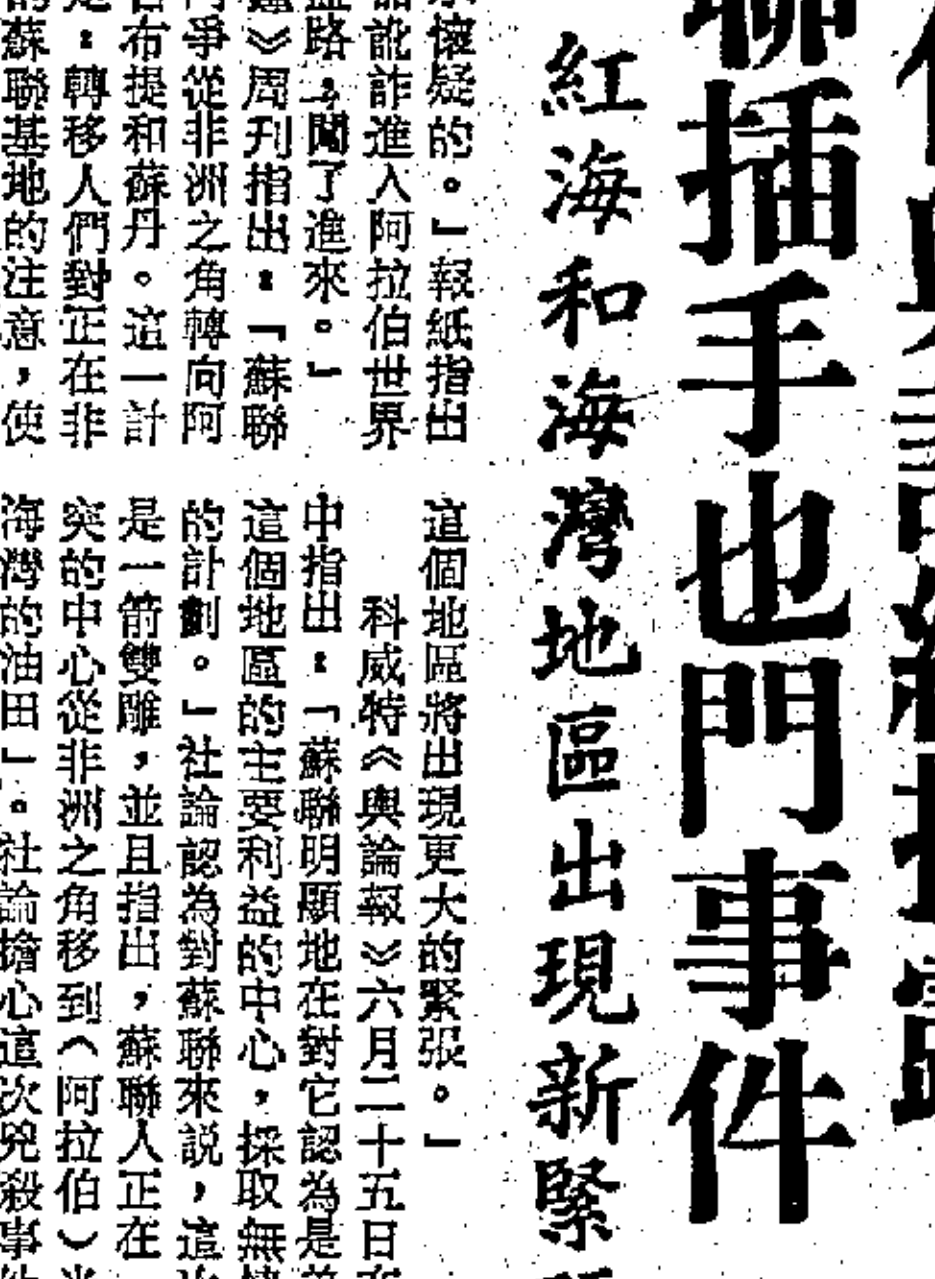 聯插手也門事件
紅海和海灣地區出現新緊
懷疑的。」報紙指出
訛詐進入阿拉伯世界
路,闖了進來。」
》周刊指出:「蘇聯
爭從非洲之角轉向阿
布提和蘇丹。這一計
:轉移人們對正在非
蘇聯基地的注意,使
這個地區將出現更大的緊張。」
科威特《輿論報》六月二十五日
中指出:「蘇聯明顯地在對它認為是
這個地區的主要利益的中心,採取無
的計劃。」社論認為對蘇聯來説,這
是一箭雙雕,並且指出,蘇聯人正在
突的中心從非洲之角移到(阿拉伯)
海灣的油田」。社論擔心這次兇殺事